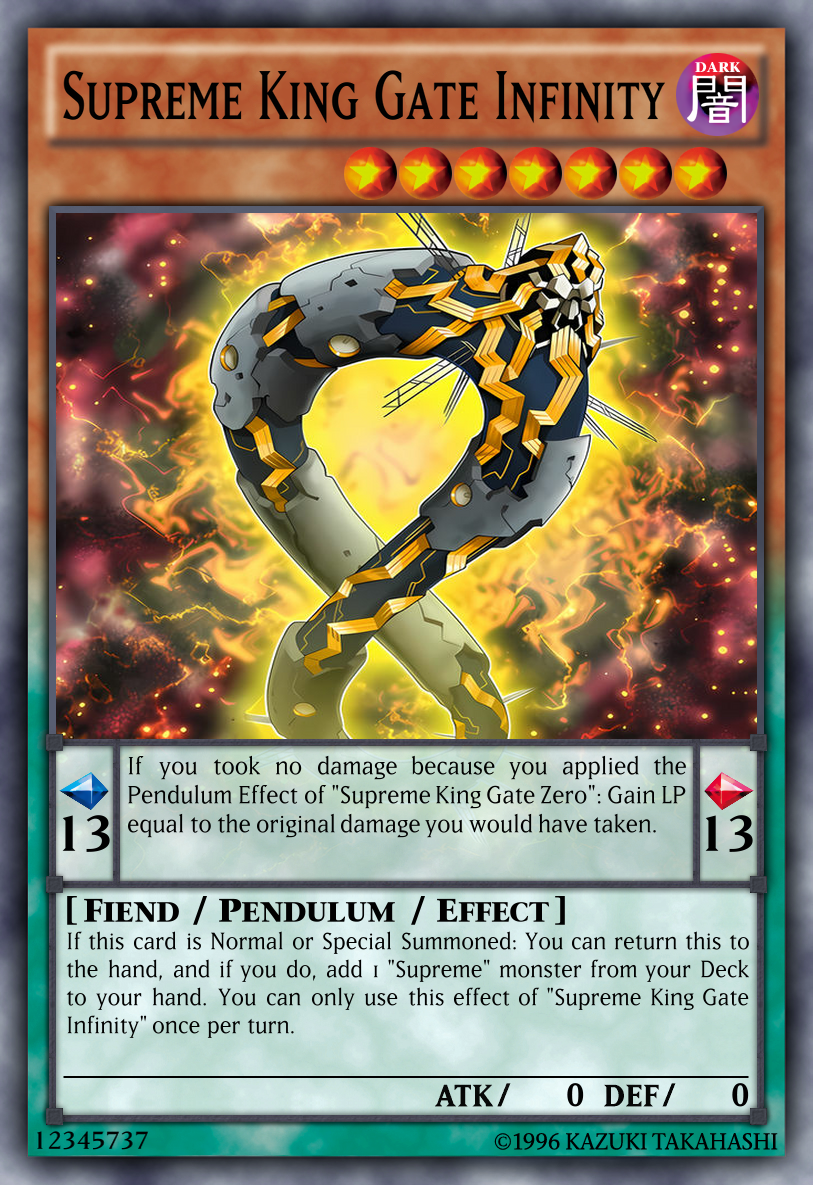 Supreme King Gate Infinity
DARK
闇
If you took no damage because you applied the
Pendulum Effect of "Supreme King Gate Zero": Gain LP
equal to the original damage you would have taken.
13
13
[ Fiend / Pendulum / Effect ]
If this card is Normal or Special Summoned: You can return this to
the hand, and if you do, add 1 "Supreme" monster from your Deck
to your hand. You can only use this effect of "Supreme King Gate
Infinity" once per turn.
ATK/ 0 DEF/ 0
12345737
©1996 KAZUKI TAKAHASHI